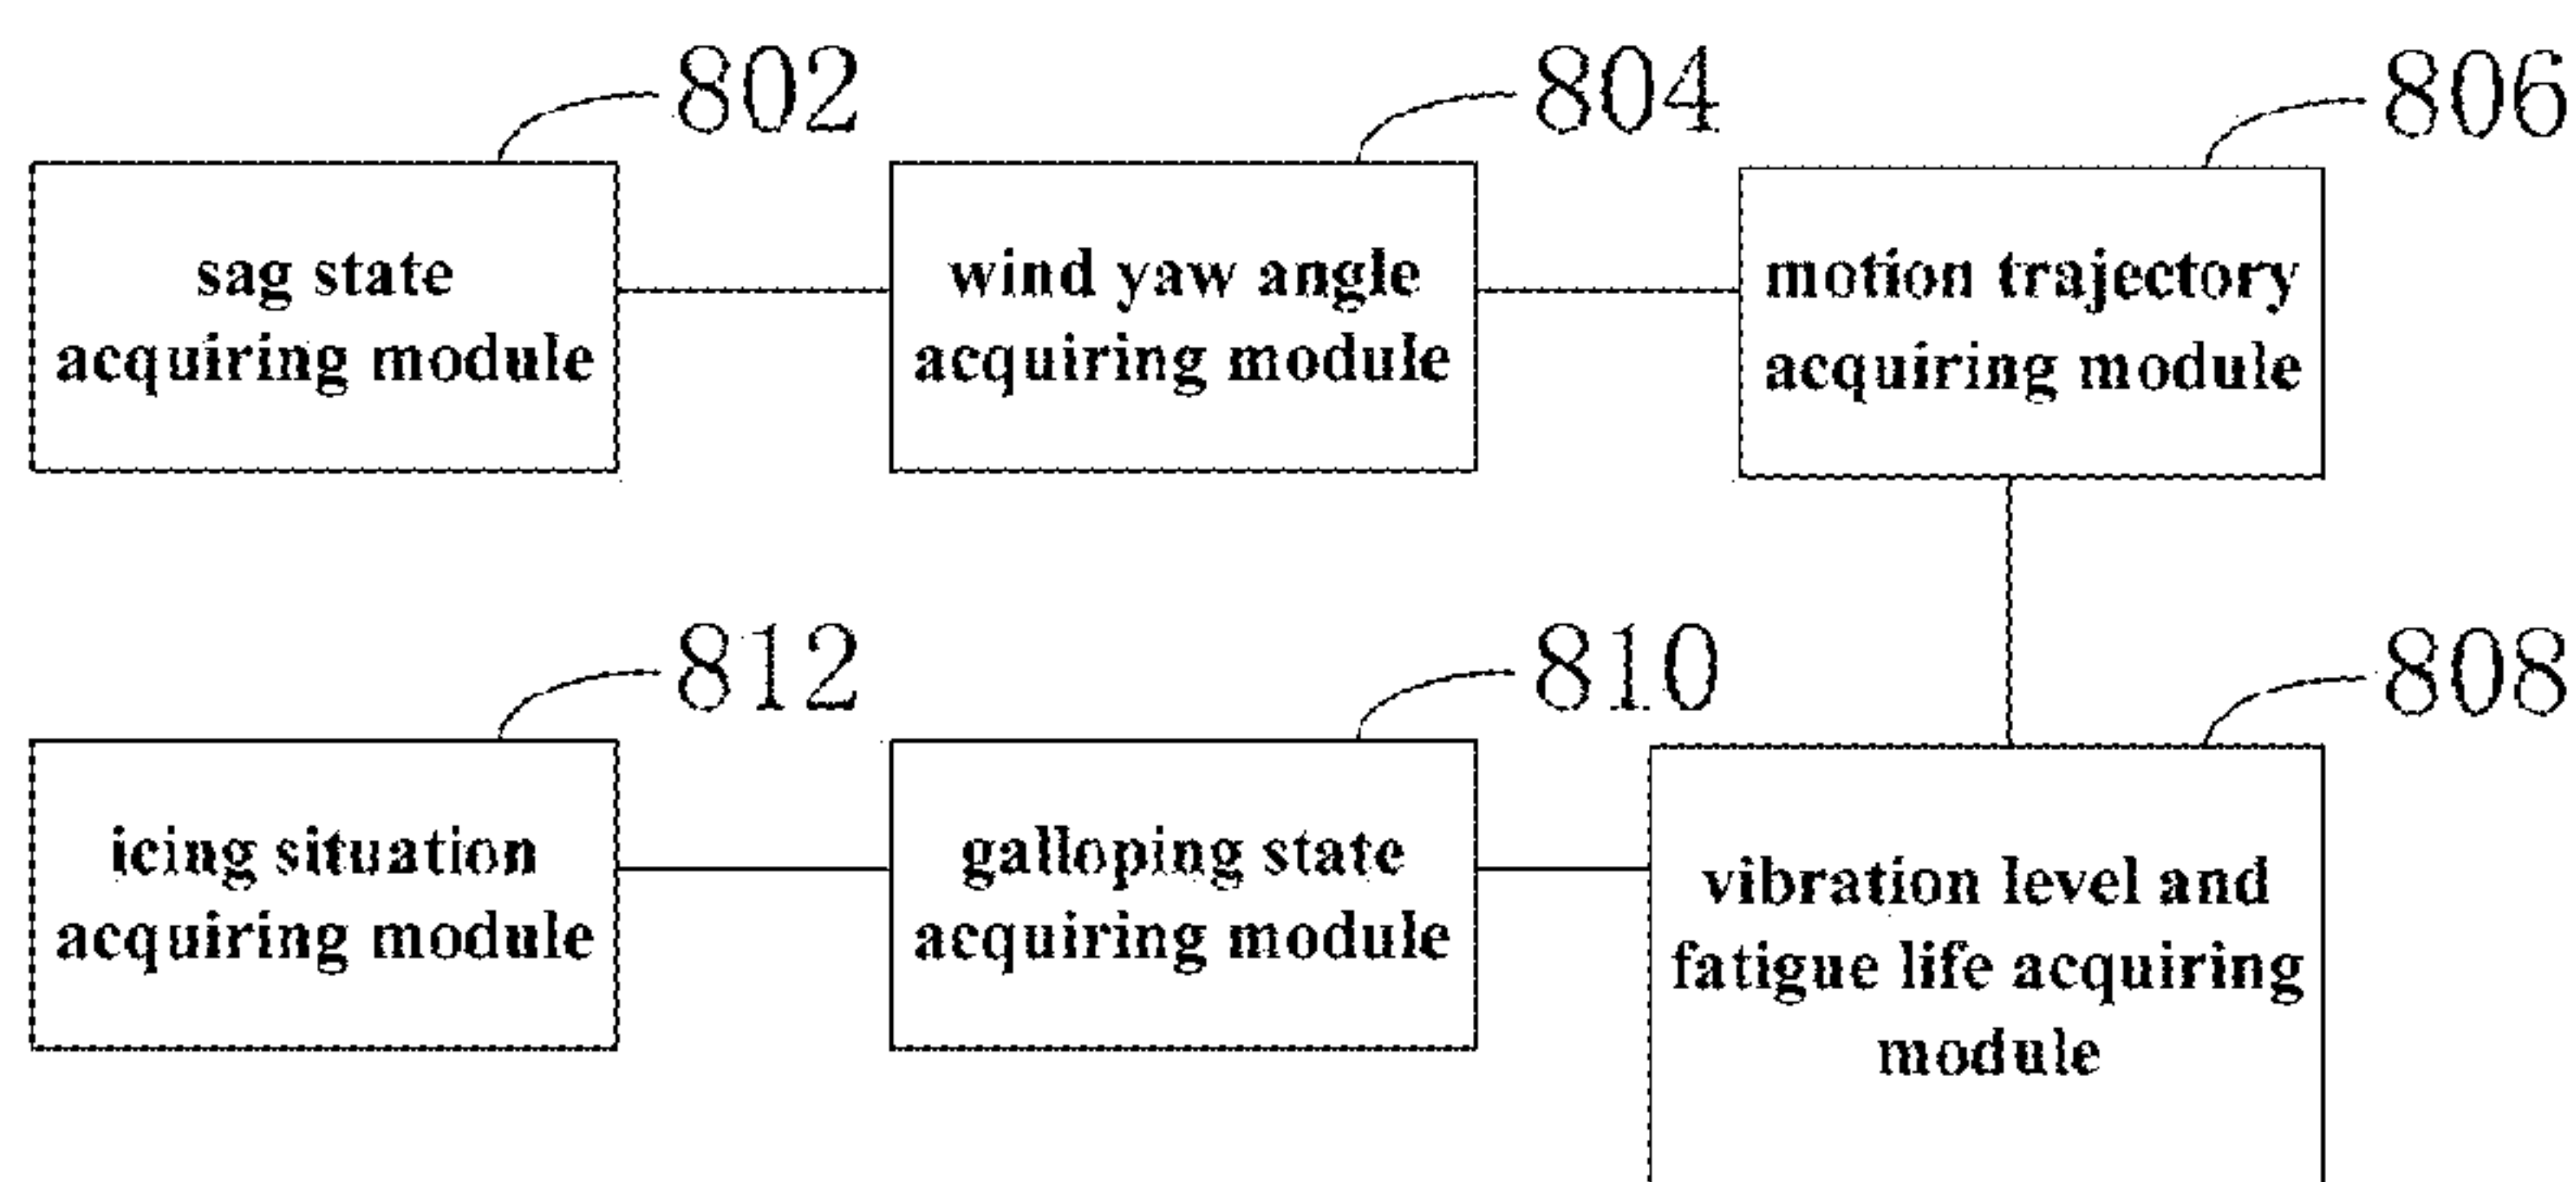 802
804
806
sag state
acquiring module
wind yaw angle
acquiring module
motion trajectory
acquiring module
812
810
808
icing situation
acquiring module
galloping state
acquiring module
vibration level and
fatigue life acquiring
module